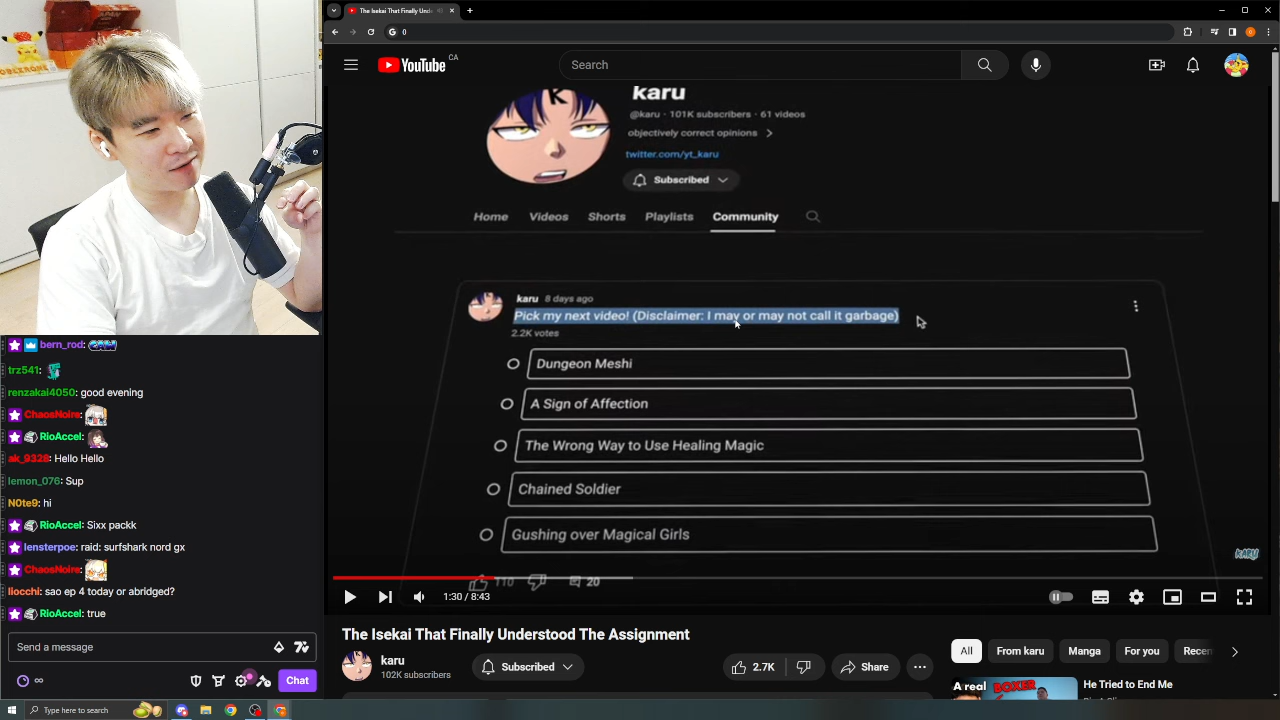 The Isekai That Finally Unde
0
YouTube CA
Search
K
karu
@karu · 101K subscribers · 61 videos
objectively correct opinions
twitter.com/yt_karu
Subscribed
Home Videos Shorts Playlists Community
karu 8 days ago
Pick my next video! (Disclaimer: I may or may not call it garbage)
2.2K votes
Dungeon Meshi
A Sign of Affection
The Wrong Way to Use Healing Magic
Chained Soldier
Gushing over Magical Girls
KARU
110 20
1:30 / 8:43
The Isekai That Finally Understood The Assignment
karu
102K subscribers
Subscribed
2.7K
Share
All From karu Manga For you Recen
A real
BOXER
He Tried to End Me
bern_rod:
trz541:
renzakai4050: good evening
ChaosNoire:
RioAccel:
ak_9328: Hello Hello
lemon_076: Sup
N0te9: hi
RioAccel: Sixx packk
lensterpoe: raid: surfshark nord gx
ChaosNoire:
llocchi: sao ep 4 today or abridged?
RioAccel: true
Send a message
∞
Chat
Type here to search